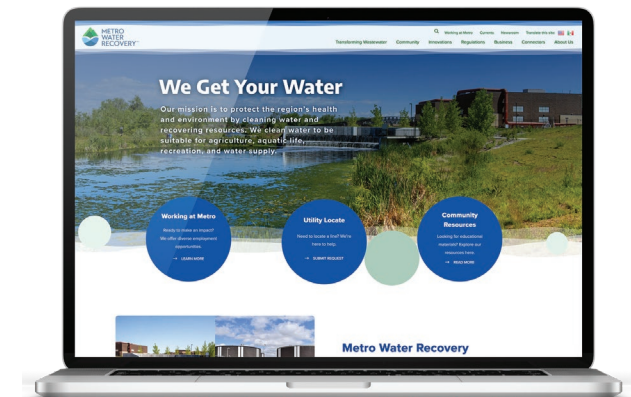 METRO
WATER
RECOVERY
Working at Metro Careers Newsroom Translate this site
Transforming Wastewater Community Innovations Regulations Business Connectors About Us
We Get Your Water
Our mission is to protect the region's health
and environment by cleaning water and
recovering resources. We clean water to be
suitable for agriculture, aquatic life,
recreation, and water supply.
Working at Metro
Ready to make an impact?
We offer diverse employment
opportunities.
→ LEARN MORE
Utility Locate
Need to locate a line? We're
here to help.
→ SUBMIT REQUEST
Community
Resources
Looking for educational
materials? Explore our
resources here.
→ READ MORE
Metro Water Recovery